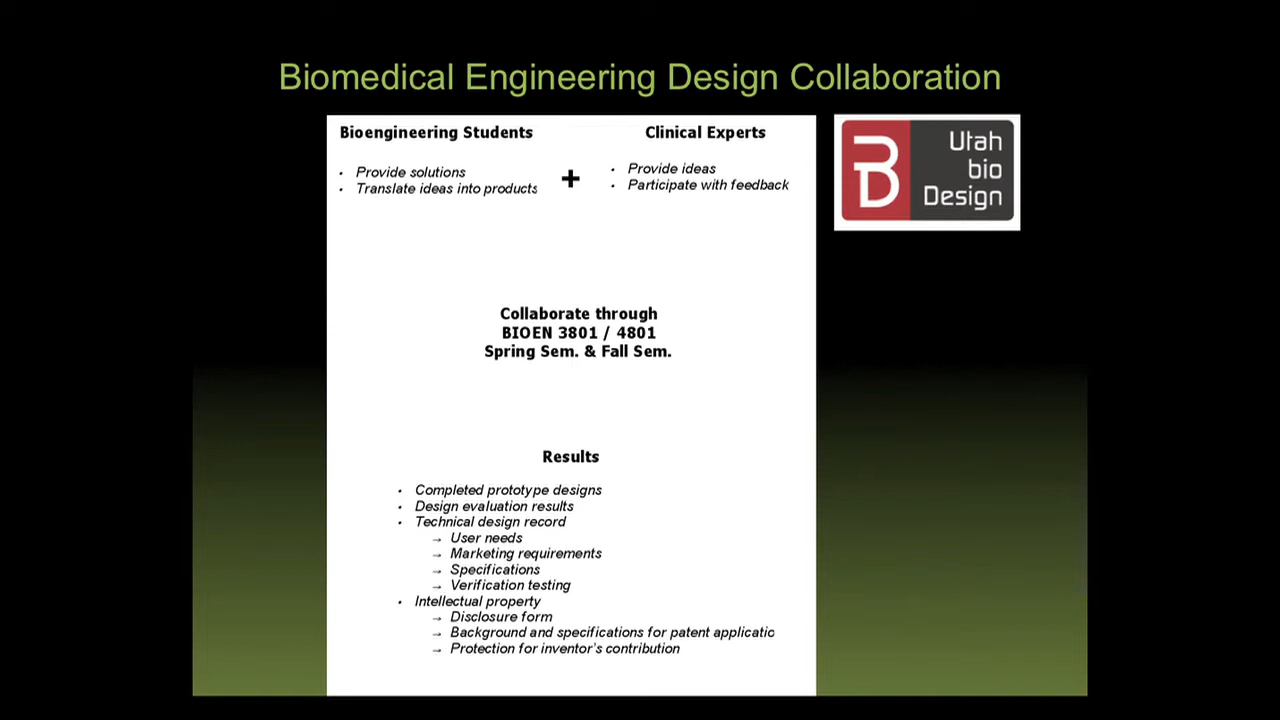 Biomedical Engineering Design Collaboration
Bioengineering Students
• Provide solutions
• Translate ideas into products
+
Clinical Experts
• Provide ideas
• Participate with feedback
B
Utah
bio
Design
Collaborate through
BIOEN 3801 / 4801
Spring Sem. & Fall Sem.
Results
• Completed prototype designs
• Design evaluation results
• Technical design record
→ User needs
→ Marketing requirements
→ Specifications
→ Verification testing
• Intellectual property
→ Disclosure form
→ Background and specifications for patent applicatio
→ Protection for inventor's contribution